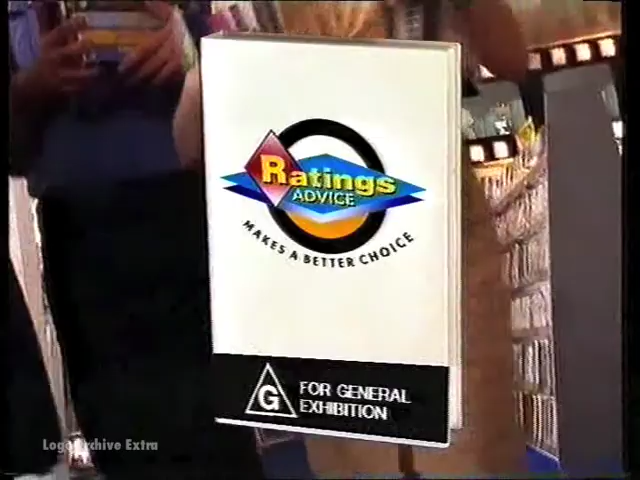 Ratings
ADVICE
MAKES A BETTER CHOICE
G
FOR GENERAL
EXHIBITION
Logo Archive Extra